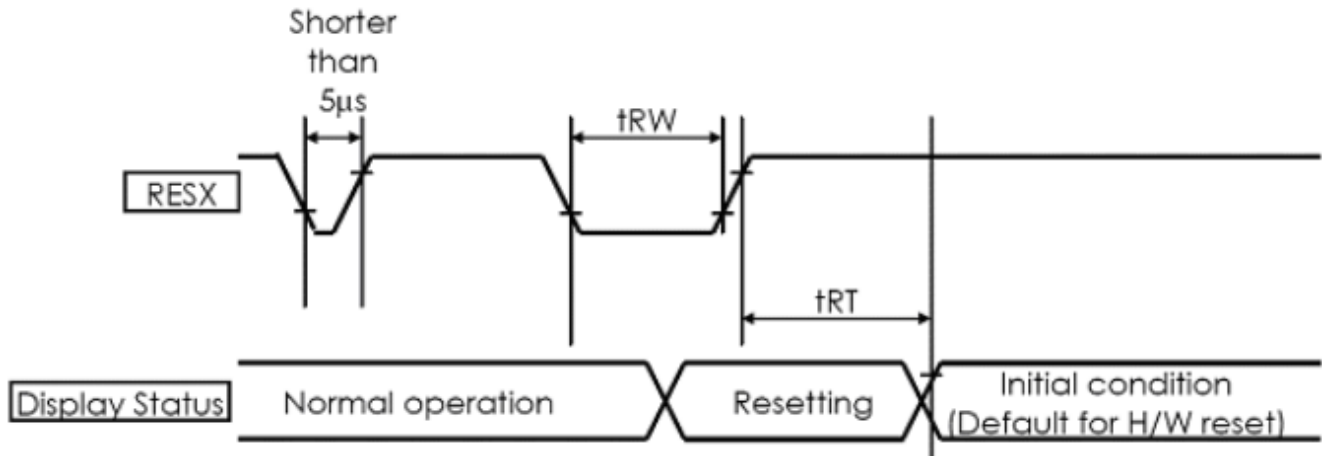 Shorter
than
5µs
tRW
RESX
tRT
Display Status
Normal operation
Resetting
Initial condition
(Default for H/W reset)